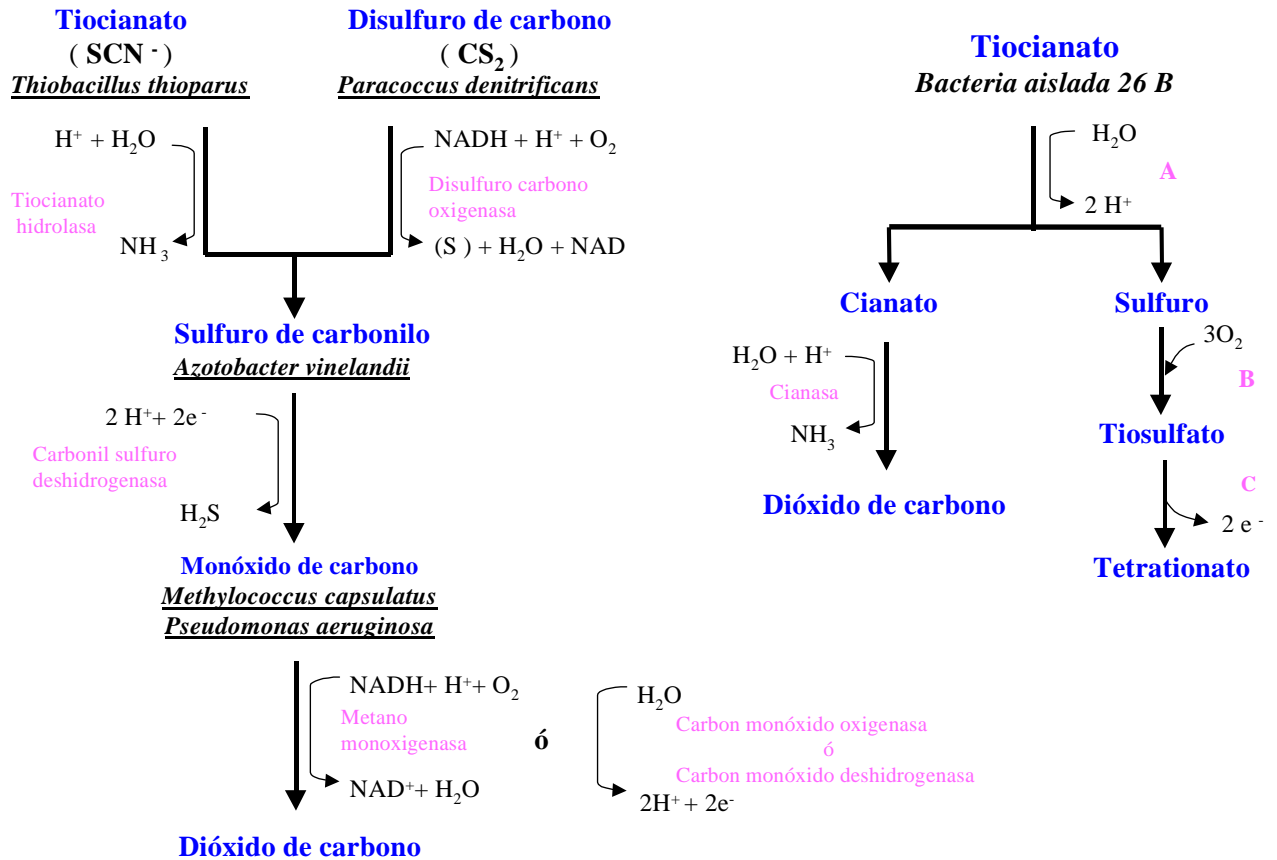 Tiocianato
( SCN⁻ )
Thiobacillus thioparus
Disulfuro de carbono
( CS₂ )
Paracoccus denitrificans
H⁺ + H₂O
Tiocianato
hidrolasa
NH₃
NADH + H⁺ + O₂
Disulfuro carbono
oxigenasa
(S ) + H₂O + NAD
Sulfuro de carbonilo
Azotobacter vinelandii
2 H⁺+ 2e⁻
Carbonil sulfuro
deshidrogenasa
H₂S
Monóxido de carbono
Methylococcus capsulatus
Pseudomonas aeruginosa
NADH+ H⁺+ O₂
Metano
monoxigenasa
NAD⁺+ H₂O
ó
H₂O
Carbon monóxido oxigenasa
ó
Carbon monóxido deshidrogenasa
2H⁺ + 2e⁻
Dióxido de carbono
Tiocianato
Bacteria aislada 26 B
H₂O
A
2 H⁺
Cianato
H₂O + H⁺
Cianasa
NH₃
Dióxido de carbono
Sulfuro
3O₂
B
Tiosulfato
C
2 e⁻
Tetrationato